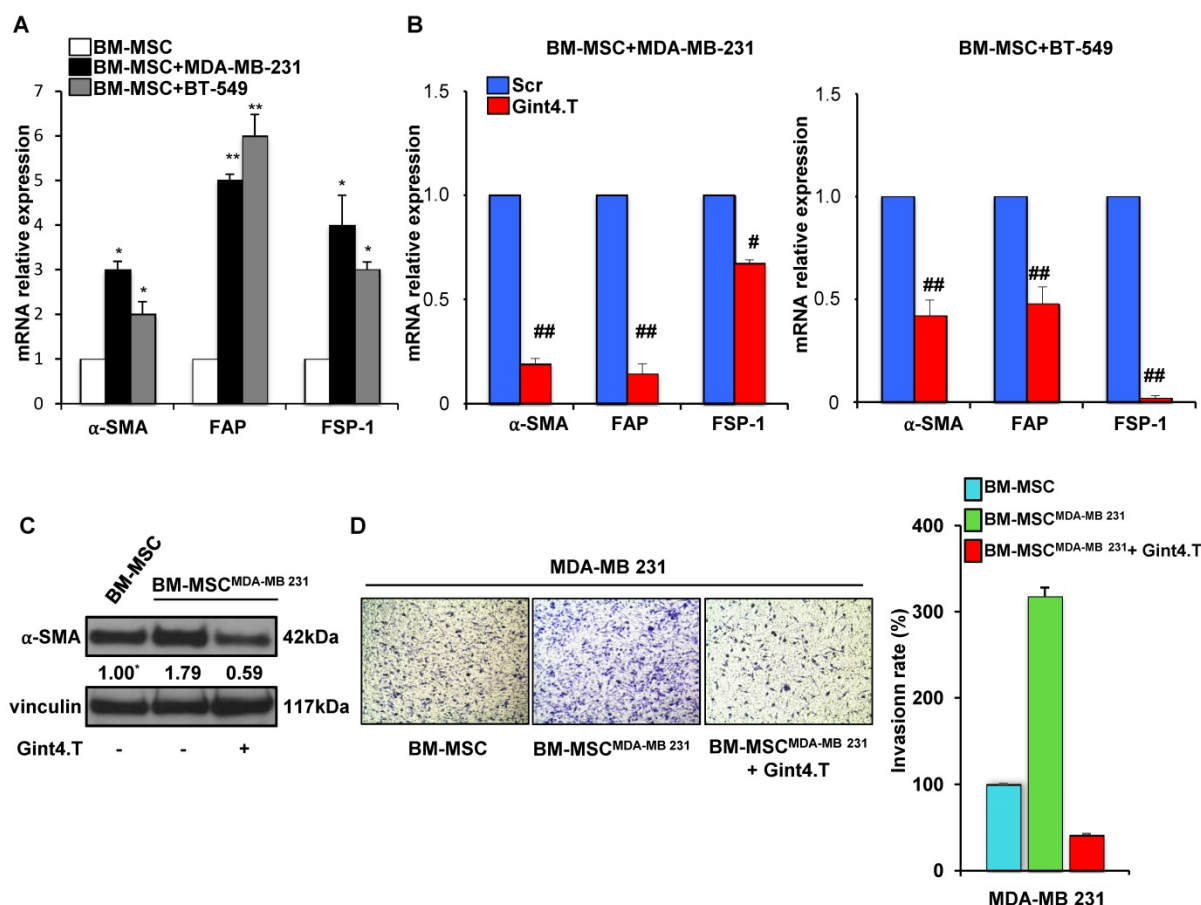 A
BM-MSC
BM-MSC+MDA-MB-231
BM-MSC+BT-549
mRNA relative expression
7
6
5
4
3
2
1
0
*
*
**
**
*
*
α-SMA
FAP
FSP-1
B
BM-MSC+MDA-MB-231
Scr
Gint4.T
mRNA relative expression
1.5
1.0
0.5
0
##
##
#
α-SMA
FAP
FSP-1
BM-MSC+BT-549
mRNA relative expression
1.5
1.0
0.5
0
##
##
##
α-SMA
FAP
FSP-1
C
BM-MSC
BM-MSCMDA-MB 231
α-SMA
42kDa
1.00* 1.79 0.59
vinculin
117kDa
Gint4.T - - +
D
MDA-MB 231
BM-MSC
BM-MSCMDA-MB 231
BM-MSCMDA-MB 231
+ Gint4.T
BM-MSC
BM-MSCMDA-MB 231
BM-MSCMDA-MB 231+ Gint4.T
Invasionn rate (%)
400
300
200
100
0
MDA-MB 231